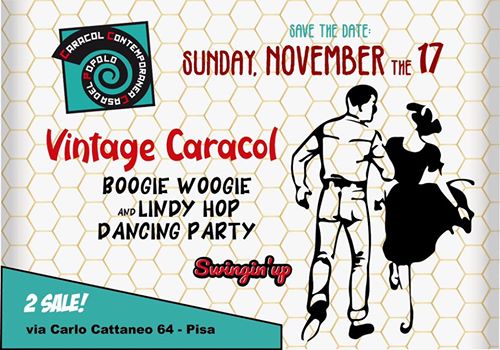 CARACOL CONTEMPORANEA CASA DEL POPOLO
SAVE THE DATE:
SUNDAY, NOVEMBER THE 17
Vintage Caracol
BOOGIE WOOGIE
AND LINDY HOP
DANCING PARTY
Swingin'up
2 SALE!
via Carlo Cattaneo 64 - Pisa